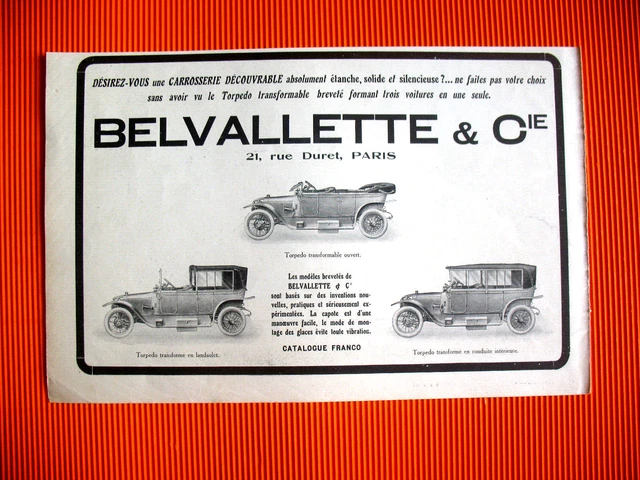 DÉSIREZ-VOUS une CARROSSERIE DÉCOUVRABLE absolument étanche, solide et silencieuse?... ne faites pas votre choix
sans avoir vu le Torpedo transformable breveté formant trois voitures en une seule.
BELVALLETTE & CIE
21, rue Duret, PARIS
Torpedo transformable ouvert.
Les modèles brevetés de
BELVALLETTE & Cᵉ
sont basés sur des inventions nou-
velles, pratiques et sérieusement ex-
périmentées. La capote est d'une
manœuvre facile, le mode de mon-
tage des glaces évite toute vibration.
CATALOGUE FRANCO
Torpedo transformé en landaulet.
Torpedo transformé en conduite intérieure.